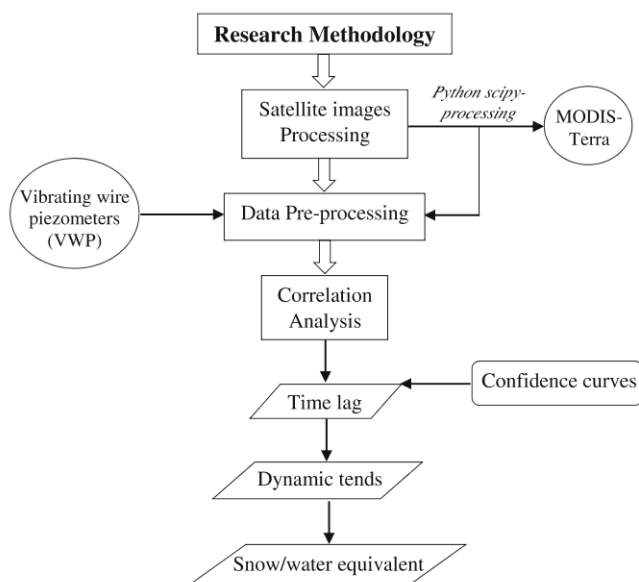 Research Methodology
Satellite images
Processing
Python scipy-
processing
MODIS-
Terra
Vibrating wire
piezometers
(VWP)
Data Pre-processing
Correlation
Analysis
Time lag
Confidence curves
Dynamic tends
Snow/water equivalent